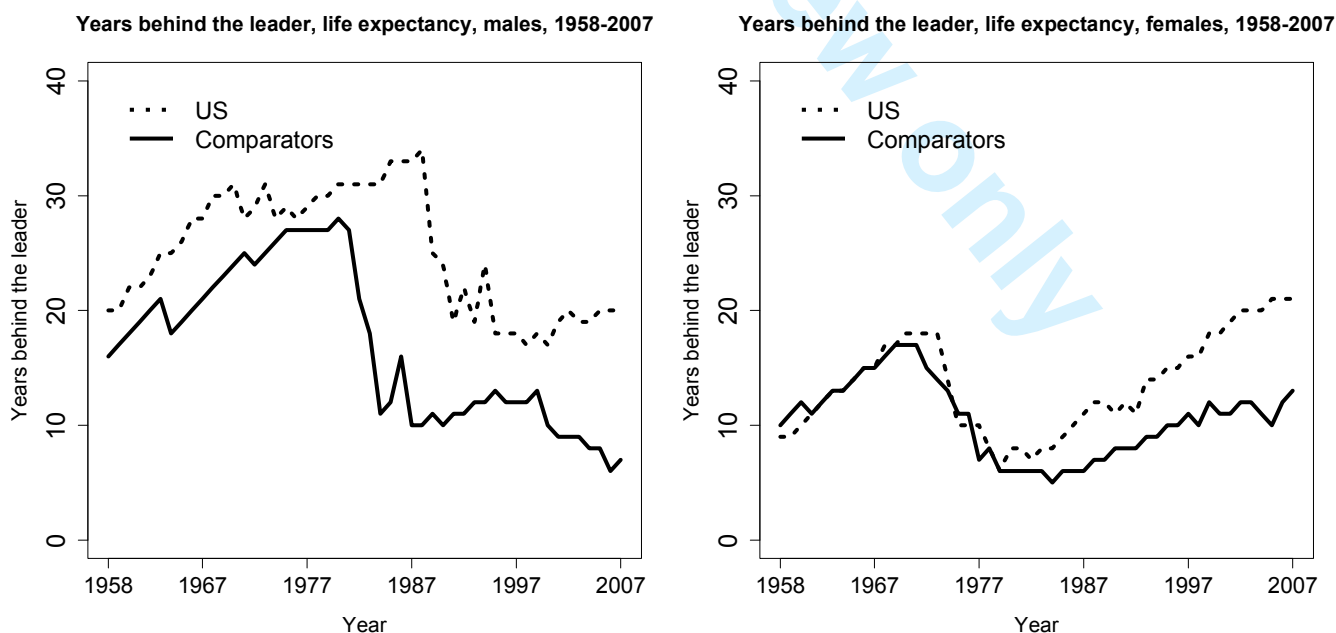 Years behind the leader, life expectancy, males, 1958-2007
40
30
20
10
0
Years behind the leader
US
Comparators
1958
1967
1977
1987
1997
2007
Year
Years behind the leader, life expectancy, females, 1958-2007
40
30
20
10
0
Years behind the leader
US
Comparators
1958
1967
1977
1987
1997
2007
Year
only